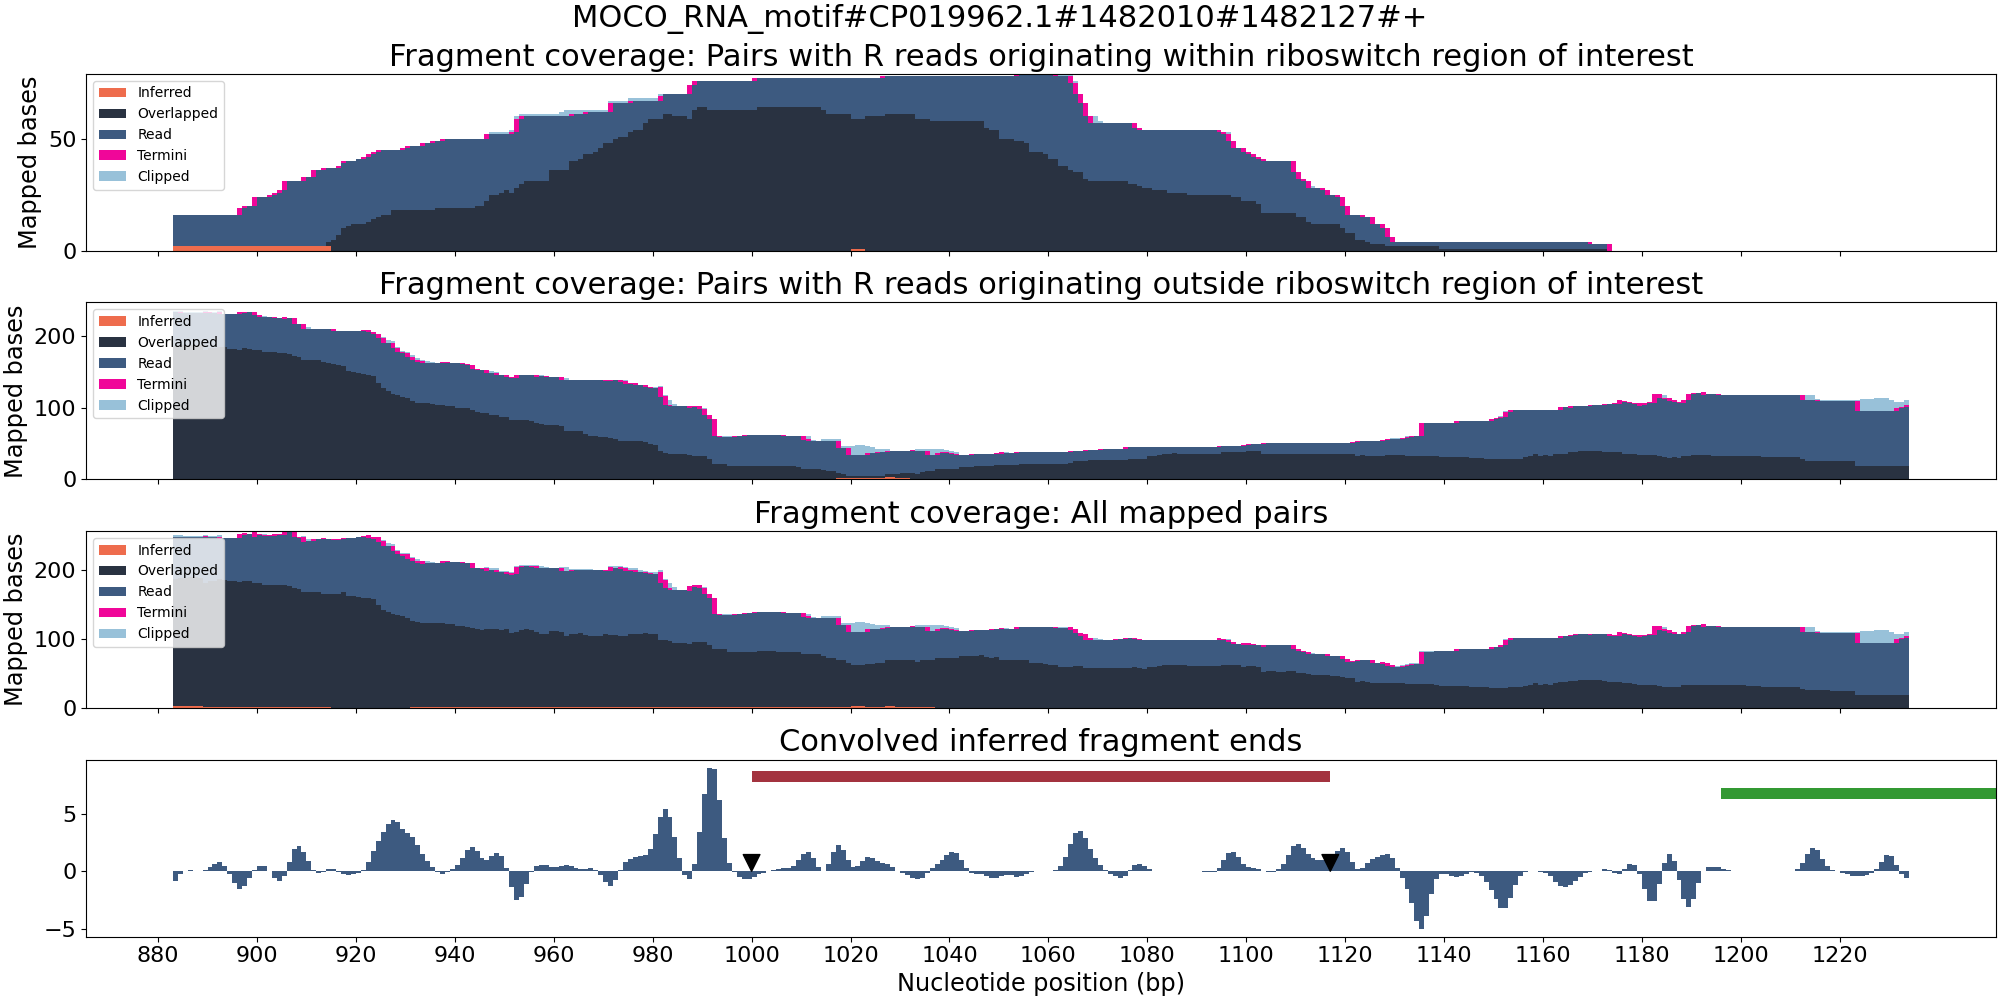 MOCO_RNA_motif#CP019962.1#1482010#1482127#+
Fragment coverage: Pairs with R reads originating within riboswitch region of interest
Mapped bases
50
0
Inferred
Overlapped
Read
Termini
Clipped
Fragment coverage: Pairs with R reads originating outside riboswitch region of interest
Mapped bases
200
100
0
Inferred
Overlapped
Read
Termini
Clipped
Fragment coverage: All mapped pairs
Mapped bases
200
100
0
Inferred
Overlapped
Read
Termini
Clipped
Convolved inferred fragment ends
5
0
−5
880 900 920 940 960 980 1000 1020 1040 1060 1080 1100 1120 1140 1160 1180 1200 1220
Nucleotide position (bp)